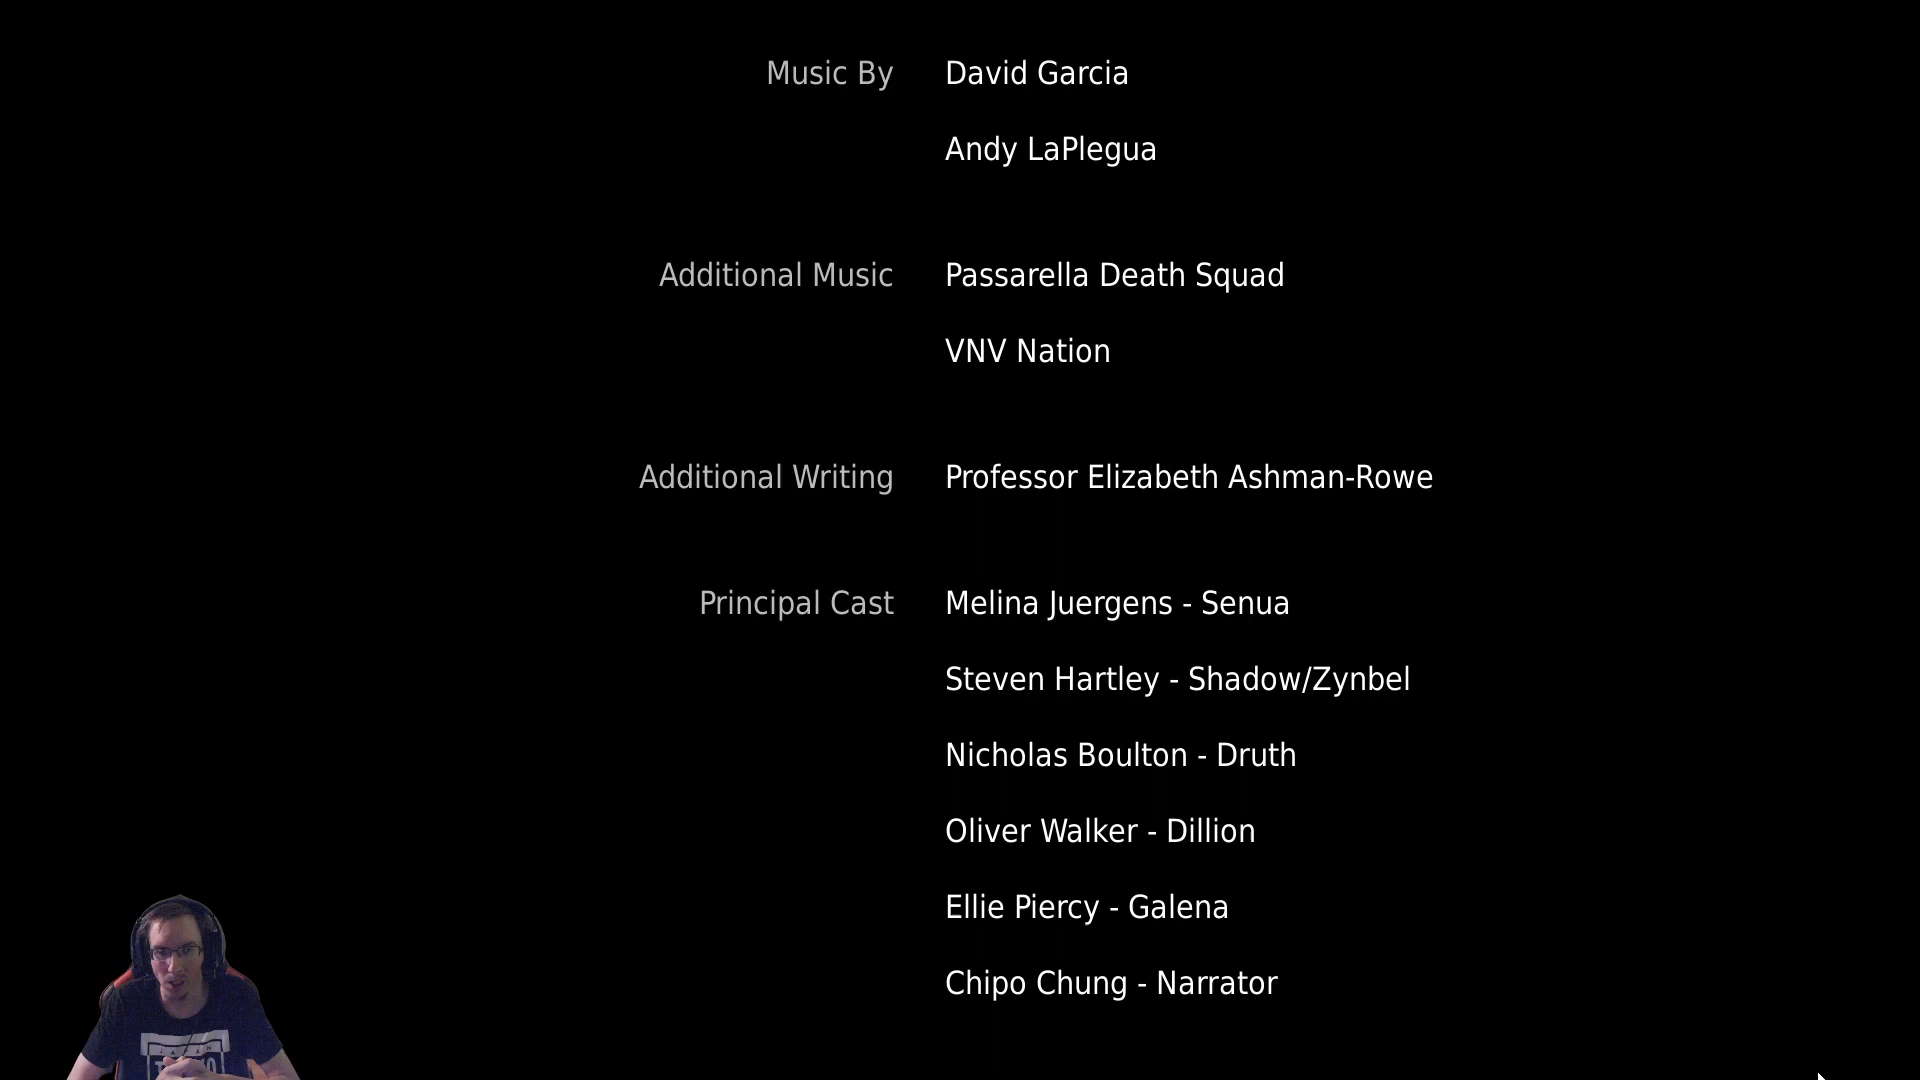 Music By David Garcia
Andy LaPlegua
Additional Music Passarella Death Squad
VNV Nation
Additional Writing Professor Elizabeth Ashman-Rowe
Principal Cast Melina Juergens - Senua
Steven Hartley - Shadow/Zynbel
Nicholas Boulton - Druth
Oliver Walker - Dillion
Ellie Piercy - Galena
Chipo Chung - Narrator